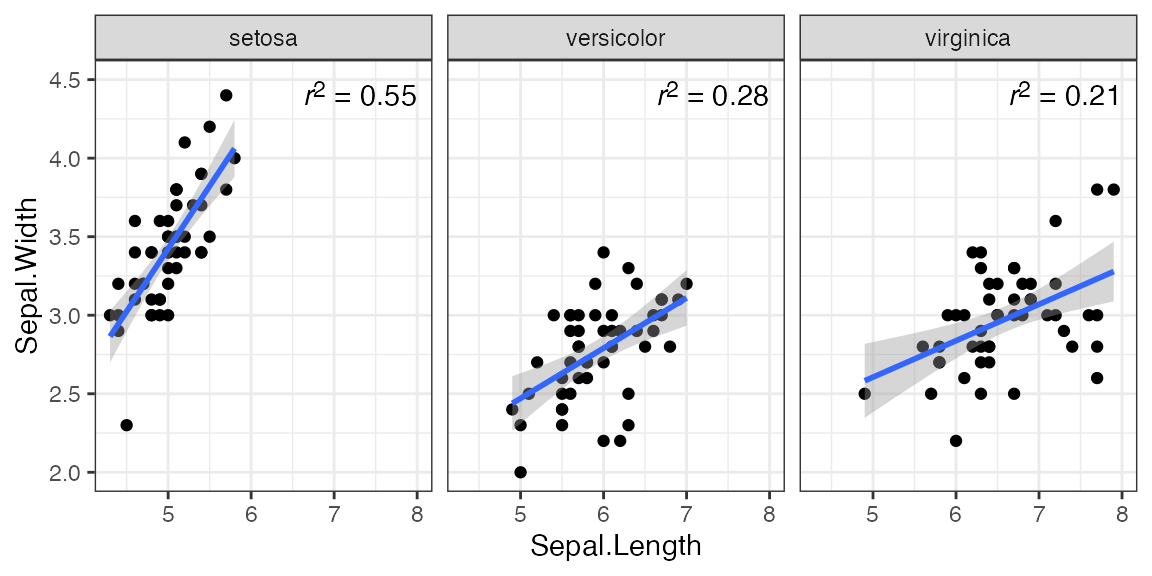 setosa
versicolor
virginica
r² = 0.55
r² = 0.28
r² = 0.21
4.5
4.0
3.5
3.0
2.5
2.0
Sepal.Width
5 6 7 8
5 6 7 8
5 6 7 8
Sepal.Length